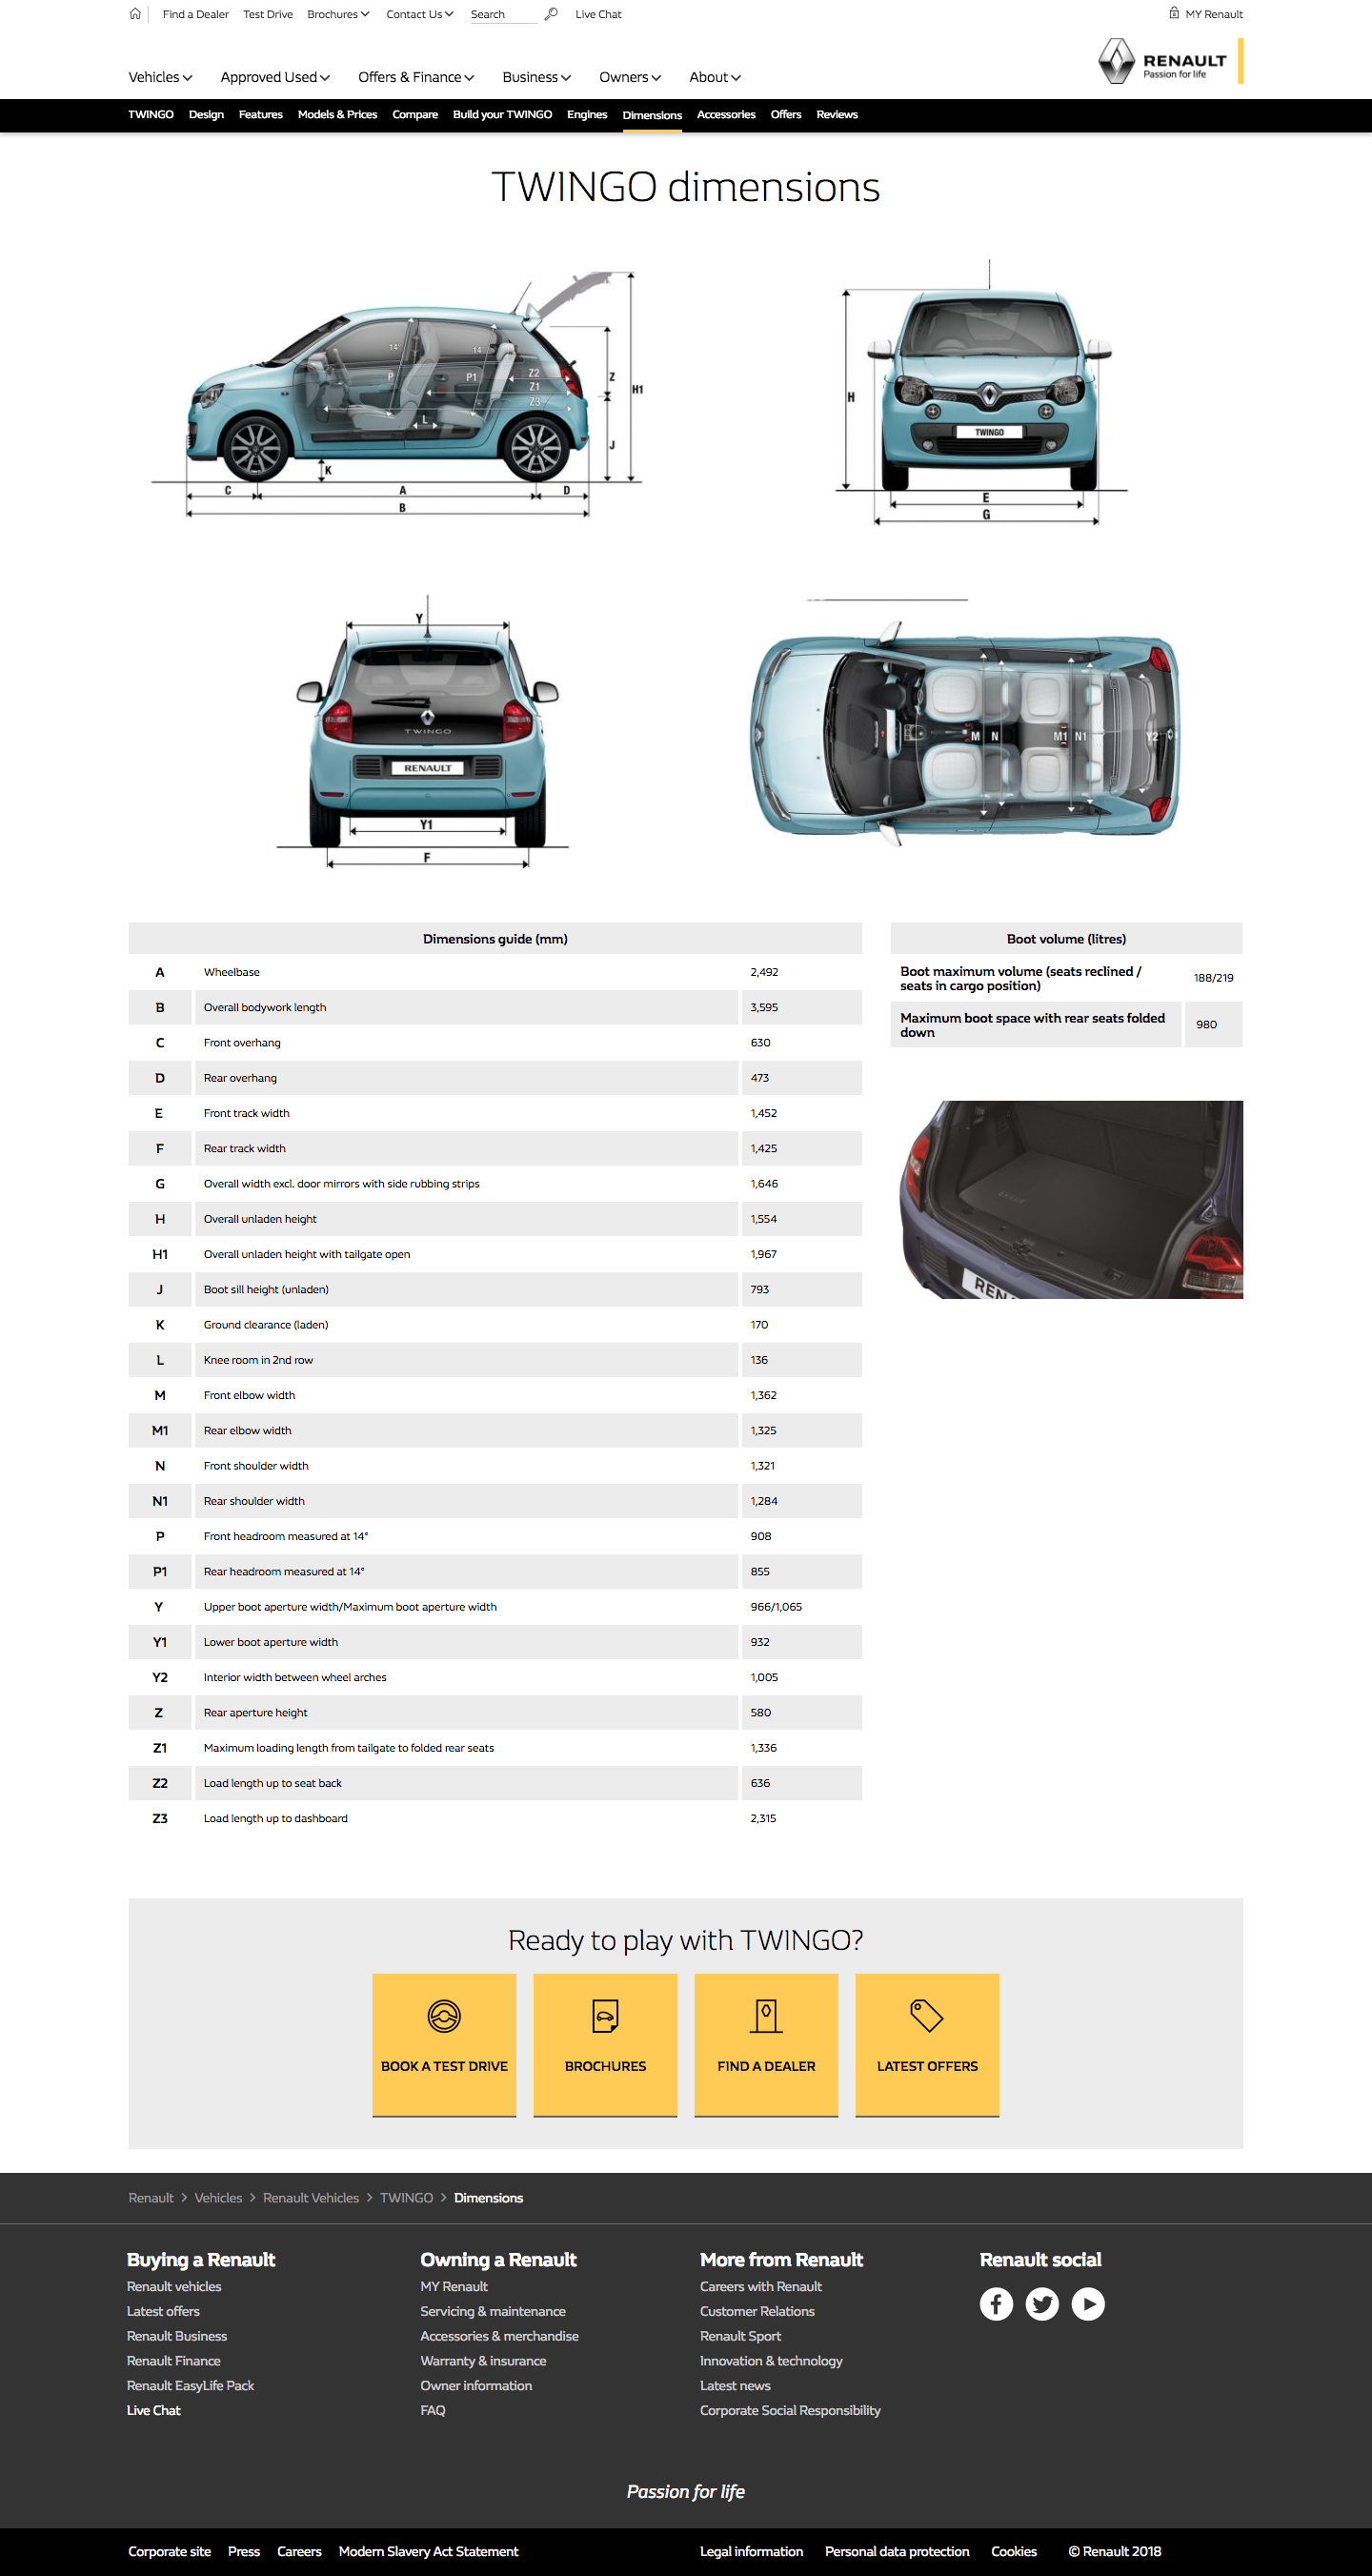 Find a Dealer Test Drive Brochures Contact Us Search Live Chat MY Renault
Vehicles Approved Used Offers & Finance Business Owners About
RENAULT
Passion for life
TWINGO Design Features Models & Prices Compare Build your TWINGO Engines Dimensions Accessories Offers Reviews
TWINGO dimensions
14° 14
P P1 Z2
Z1
Z3
L
Z H1
J
K
C A D
B
H
TWINGO
E
G
Y
TWINGO
RENAULT
Y1
F
M N M1 N1 Y2
Dimensions guide (mm)
A Wheelbase 2,492
B Overall bodywork length 3,595
C Front overhang 630
D Rear overhang 473
E Front track width 1,452
F Rear track width 1,425
G Overall width excl. door mirrors with side rubbing strips 1,646
H Overall unladen height 1,554
H1 Overall unladen height with tailgate open 1,967
J Boot sill height (unladen) 793
K Ground clearance (laden) 170
L Knee room in 2nd row 136
M Front elbow width 1,362
M1 Rear elbow width 1,325
N Front shoulder width 1,321
N1 Rear shoulder width 1,284
P Front headroom measured at 14° 908
P1 Rear headroom measured at 14° 855
Y Upper boot aperture width/Maximum boot aperture width 966/1,065
Y1 Lower boot aperture width 932
Y2 Interior width between wheel arches 1,005
Z Rear aperture height 580
Z1 Maximum loading length from tailgate to folded rear seats 1,336
Z2 Load length up to seat back 636
Z3 Load length up to dashboard 2,315
Boot volume (litres)
Boot maximum volume (seats reclined /
seats in cargo position) 188/219
Maximum boot space with rear seats folded
down 980
REN
Ready to play with TWINGO?
BOOK A TEST DRIVE BROCHURES FIND A DEALER LATEST OFFERS
Renault > Vehicles > Renault Vehicles > TWINGO > Dimensions
Buying a Renault
Renault vehicles
Latest offers
Renault Business
Renault Finance
Renault EasyLife Pack
Live Chat
Owning a Renault
MY Renault
Servicing & maintenance
Accessories & merchandise
Warranty & insurance
Owner information
FAQ
More from Renault
Careers with Renault
Customer Relations
Renault Sport
Innovation & technology
Latest news
Corporate Social Responsibility
Renault social
Passion for life
Corporate site Press Careers Modern Slavery Act Statement Legal information Personal data protection Cookies © Renault 2018